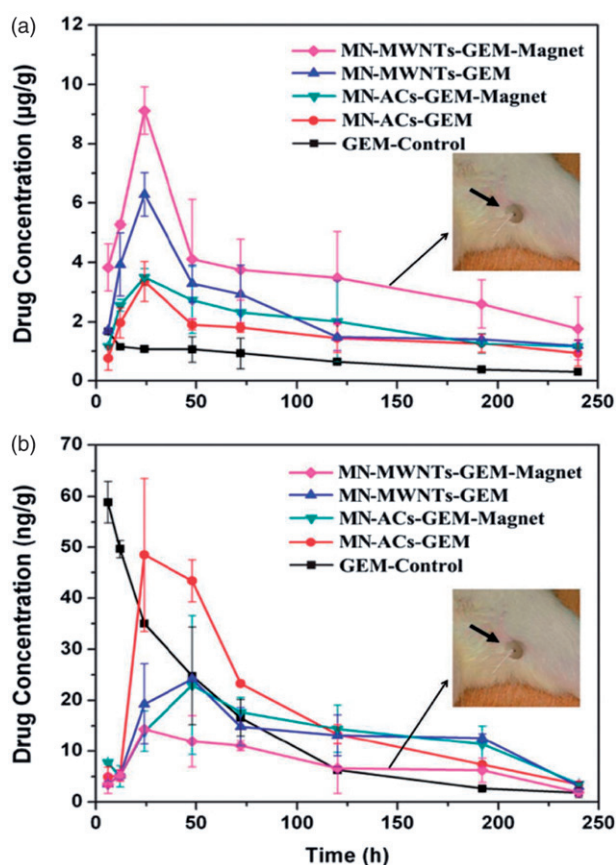 (a)
12
10
8
6
4
2
0
Drug Concentration (µg/g)
MN-MWNTs-GEM-Magnet
MN-MWNTs-GEM
MN-ACs-GEM-Magnet
MN-ACs-GEM
GEM-Control
0 50 100 150 200 250
(b)
70
60
50
40
30
20
10
0
Drug Concentration (ng/g)
MN-MWNTs-GEM-Magnet
MN-MWNTs-GEM
MN-ACs-GEM-Magnet
MN-ACs-GEM
GEM-Control
0 50 100 150 200 250
Time (h)